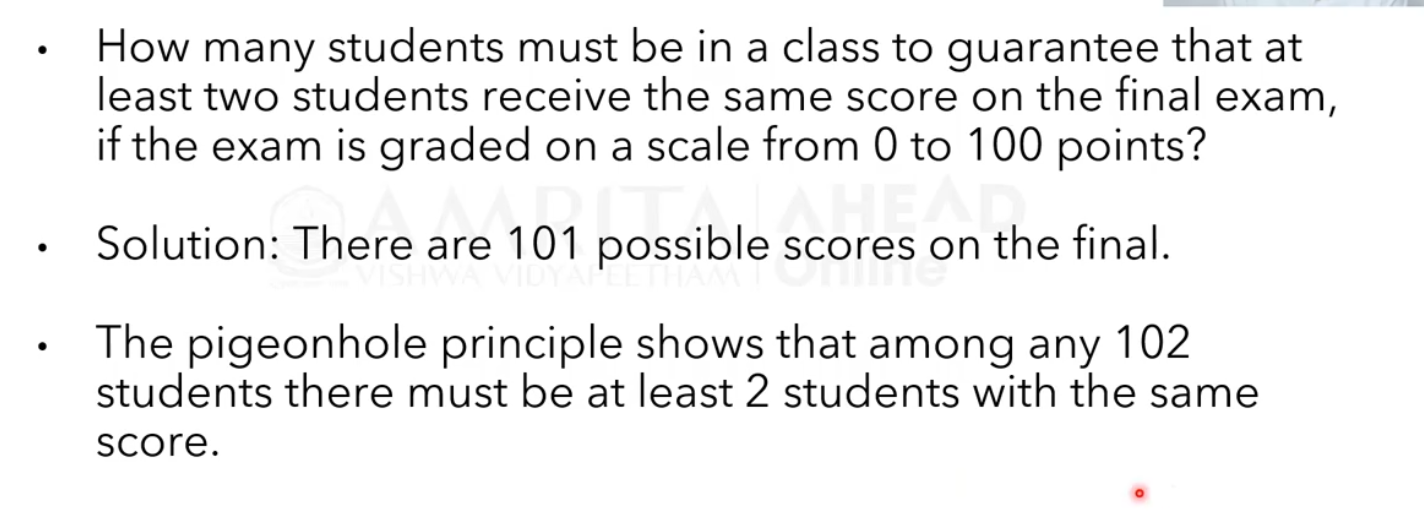 • How many students must be in a class to guarantee that at
least two students receive the same score on the final exam,
if the exam is graded on a scale from 0 to 100 points?
AMRITA AHEAD
• Solution: There are 101 possible scores on the final.
VISHWA VIDYAPEETHAM Online
• The pigeonhole principle shows that among any 102
students there must be at least 2 students with the same
score.